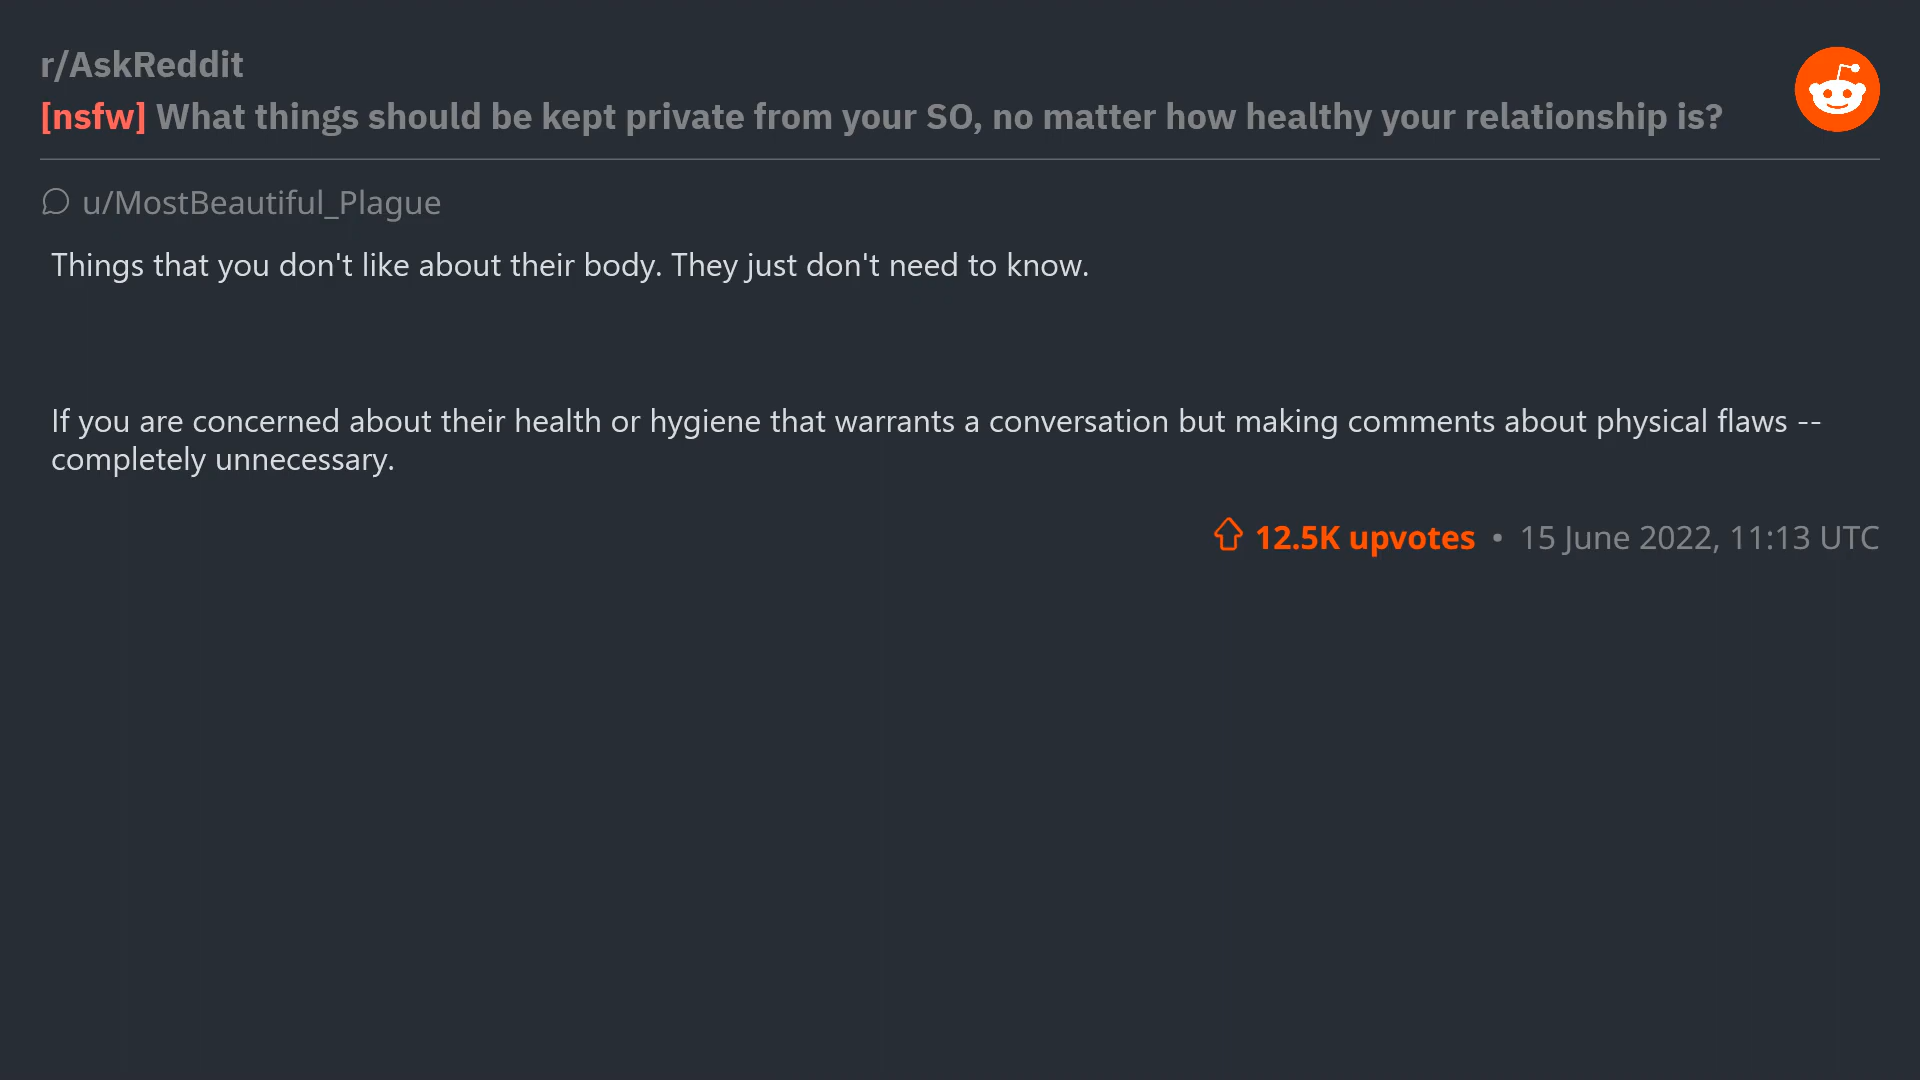 r/AskReddit
[nsfw] What things should be kept private from your SO, no matter how healthy your relationship is?
u/MostBeautiful_Plague
Things that you don't like about their body. They just don't need to know.
If you are concerned about their health or hygiene that warrants a conversation but making comments about physical flaws --
completely unnecessary.
12.5K upvotes • 15 June 2022, 11:13 UTC